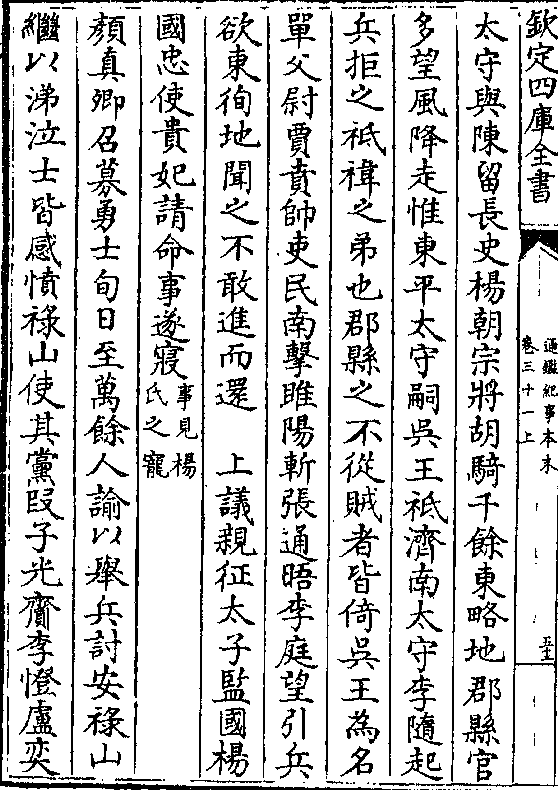 欽定四庫全書
通鑑紀事本末
卷三十一上
太守與陳留長史楊朝宗將胡騎千餘東略地郡縣官
多望風降走惟東平太守嗣吳王祇濟南太守李隨起
兵拒之祇禕之弟也郡縣之不從賊者皆倚吳王為名
單父尉賈賁帥吏民南擊睢陽斬張通晤李庭望引兵
欲東徇地聞之不敢進而還　上議親征太子監國楊
國忠使貴妃請命事遂寢事見楊氏之寵
顏真卿召募勇士旬日至萬餘人諭以舉兵討安祿山
繼以涕泣士皆感憤祿山使其黨段子光齎李憕盧奕